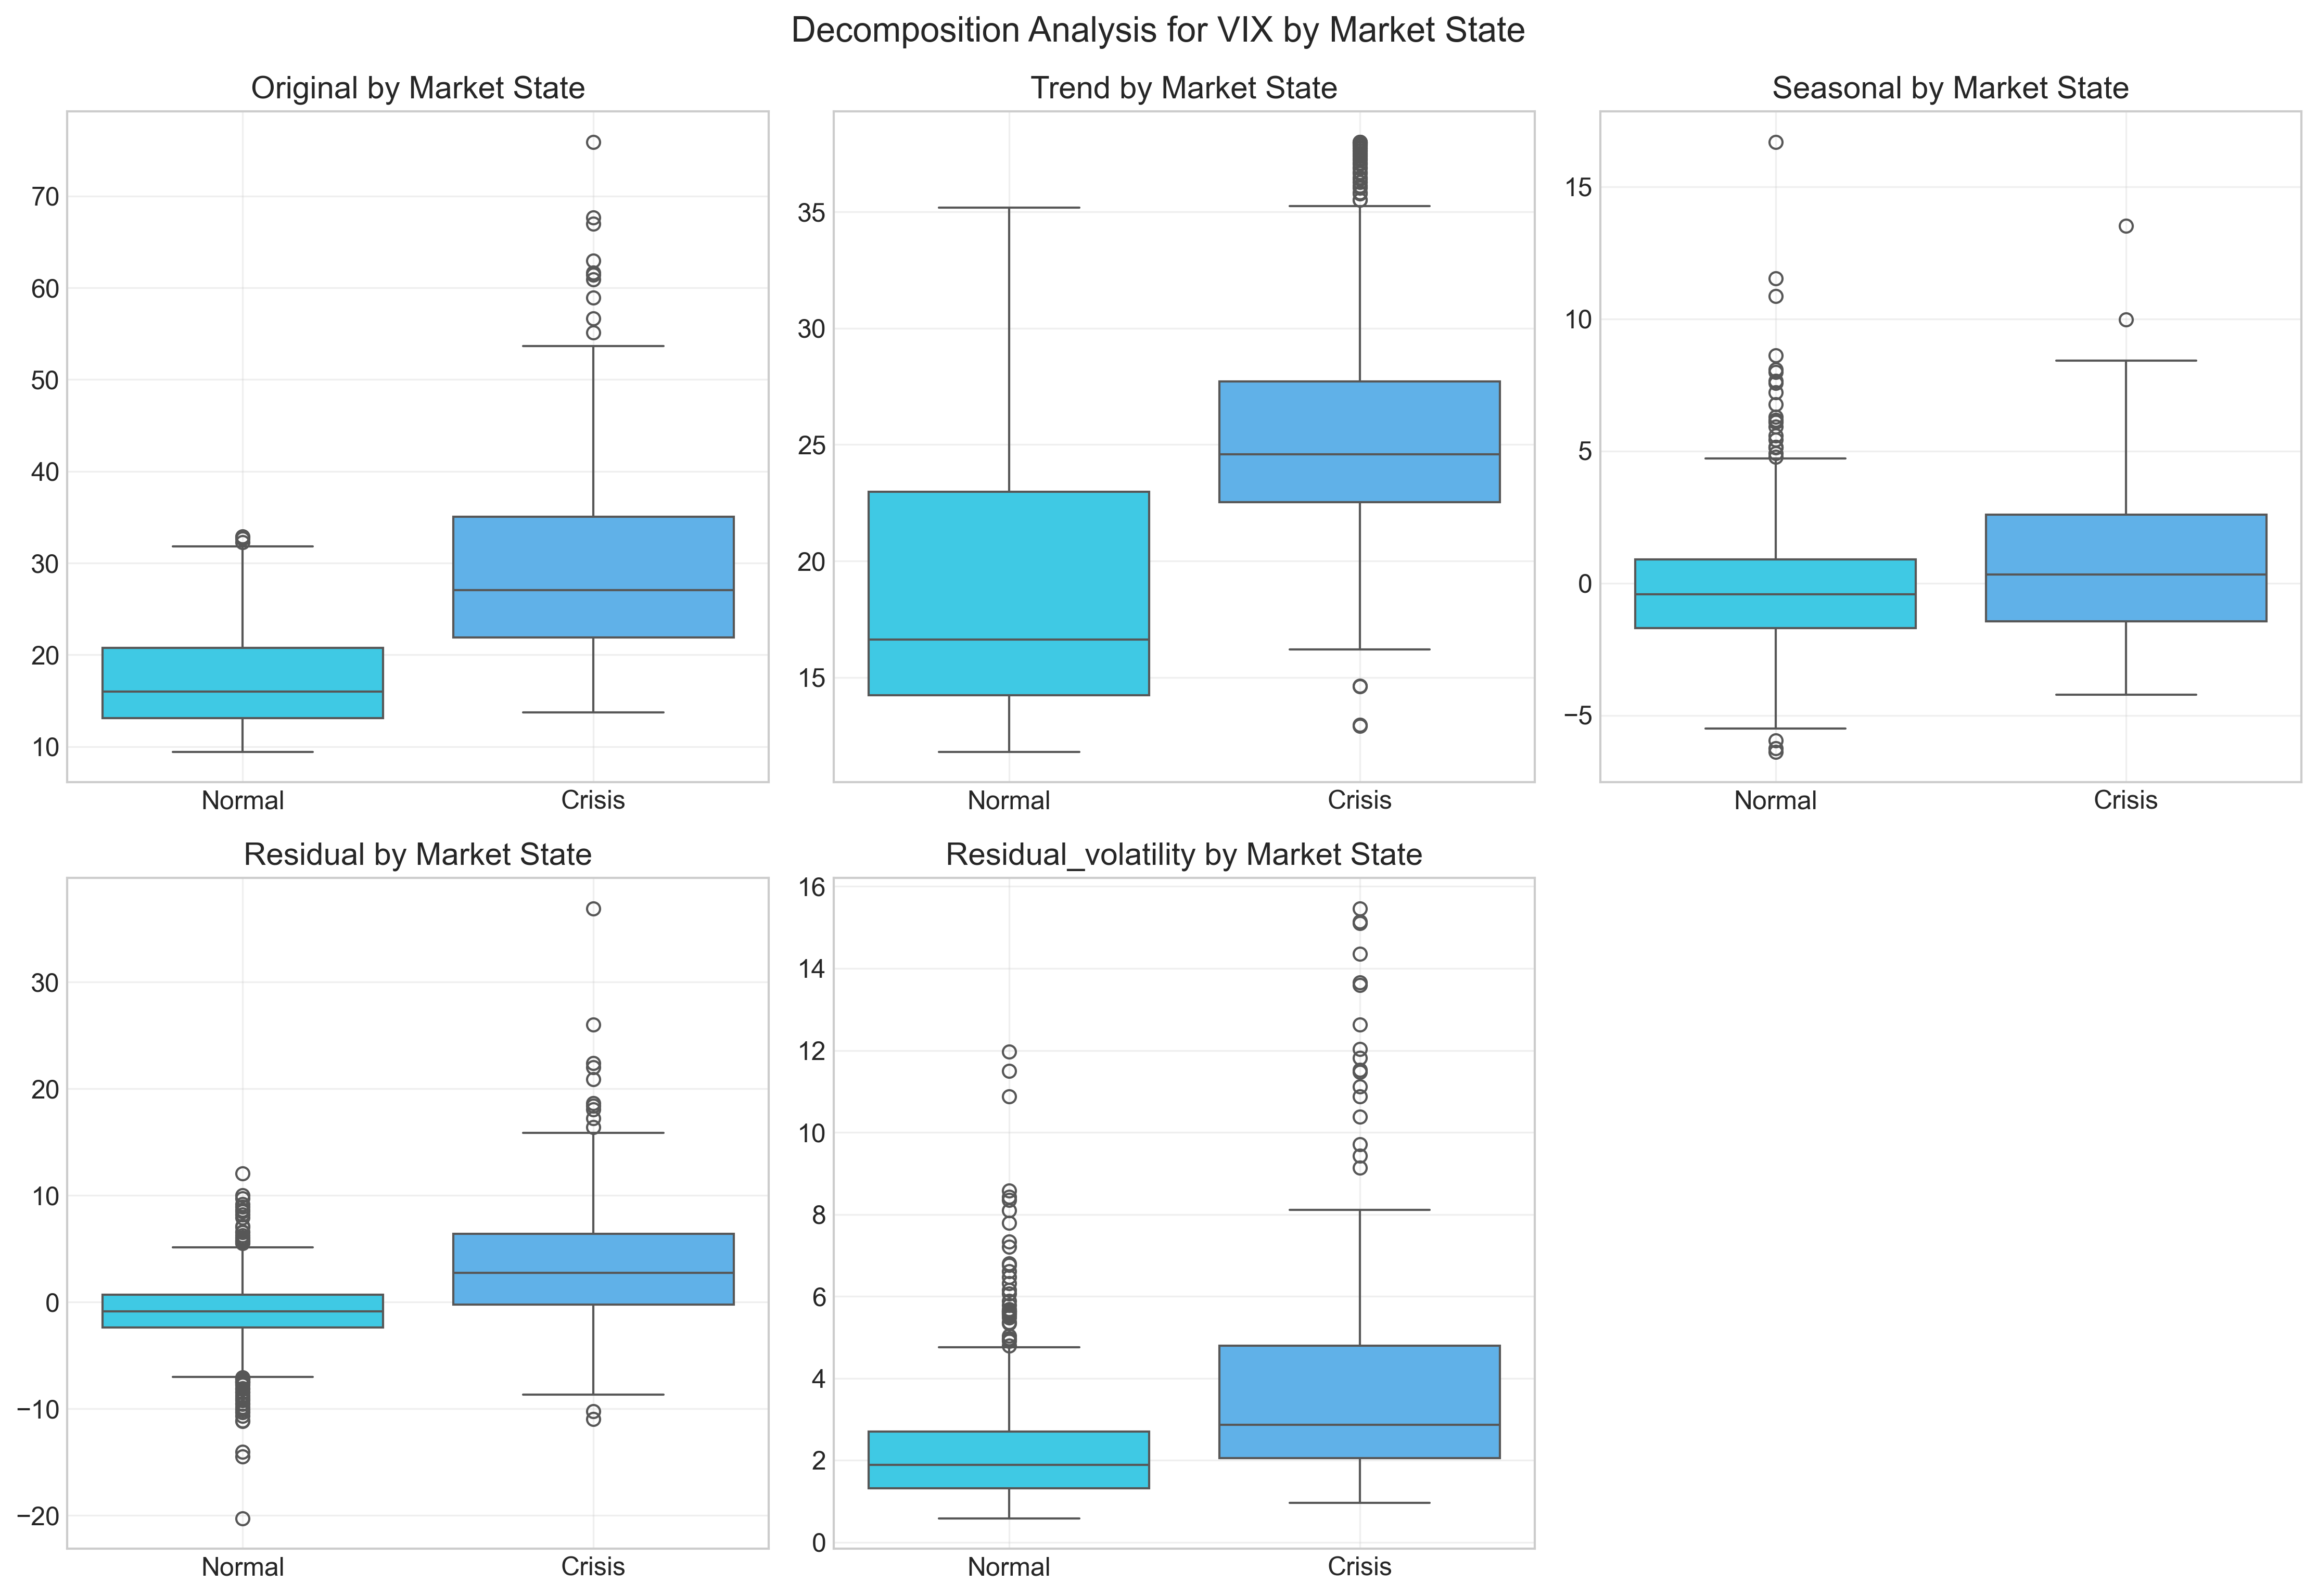 Decomposition Analysis for VIX by Market State
Original by Market State
70
60
50
40
30
20
10
Normal
Crisis
Trend by Market State
35
30
25
20
15
Normal
Crisis
Seasonal by Market State
15
10
5
0
−5
Normal
Crisis
Residual by Market State
30
20
10
0
−10
−20
Normal
Crisis
Residual_volatility by Market State
16
14
12
10
8
6
4
2
0
Normal
Crisis